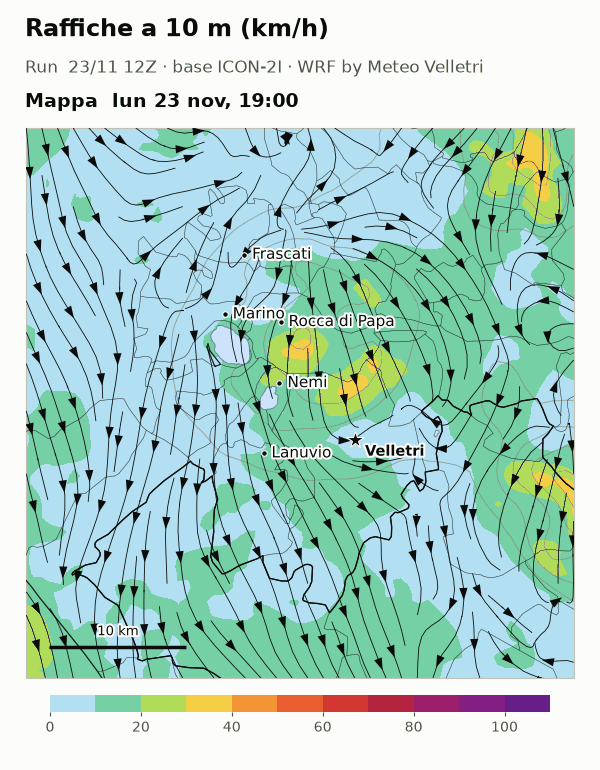 Raffiche a 10 m (km/h)
Run  23/11 12Z · base ICON-2I · WRF by Meteo Velletri
Mappa  lun 23 nov, 19:00
Frascati
Marino
Rocca di Papa
Nemi
Velletri
Lanuvio
10 km
0 20 40 60 80 100